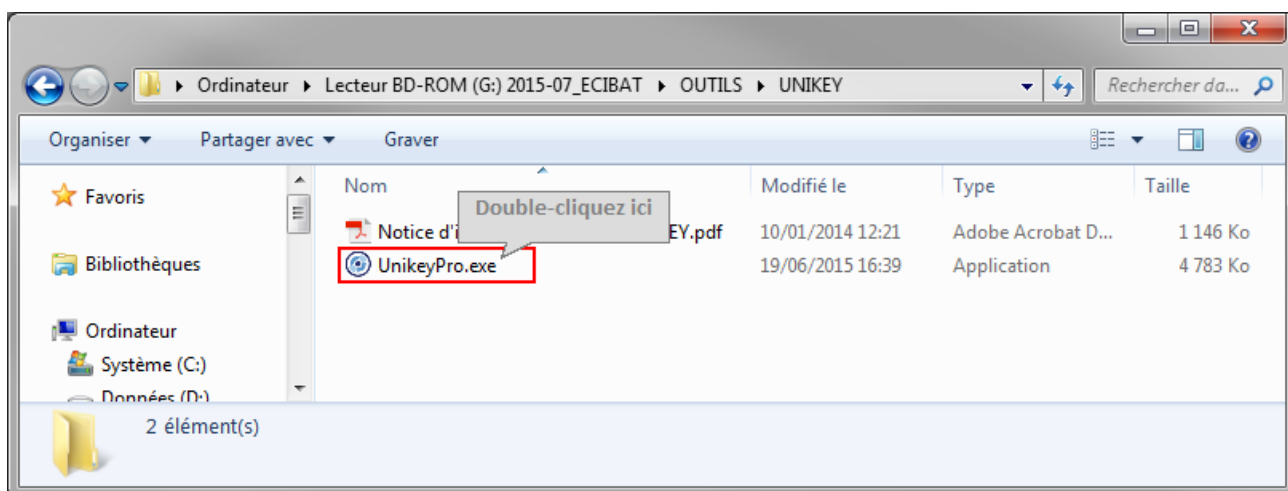 Ordinateur Lecteur BD-ROM (G:) 2015-07_ECIBAT OUTILS UNIKEY Rechercher da...
Organiser Partager avec Graver
Favoris
Bibliothèques
Ordinateur
Système (C:)
Données (D:)
Nom Modifié le Type Taille
Double-cliquez ici
Notice d'i EY.pdf 10/01/2014 12:21 Adobe Acrobat D... 1 146 Ko
UnikeyPro.exe 19/06/2015 16:39 Application 4 783 Ko
2 élément(s)